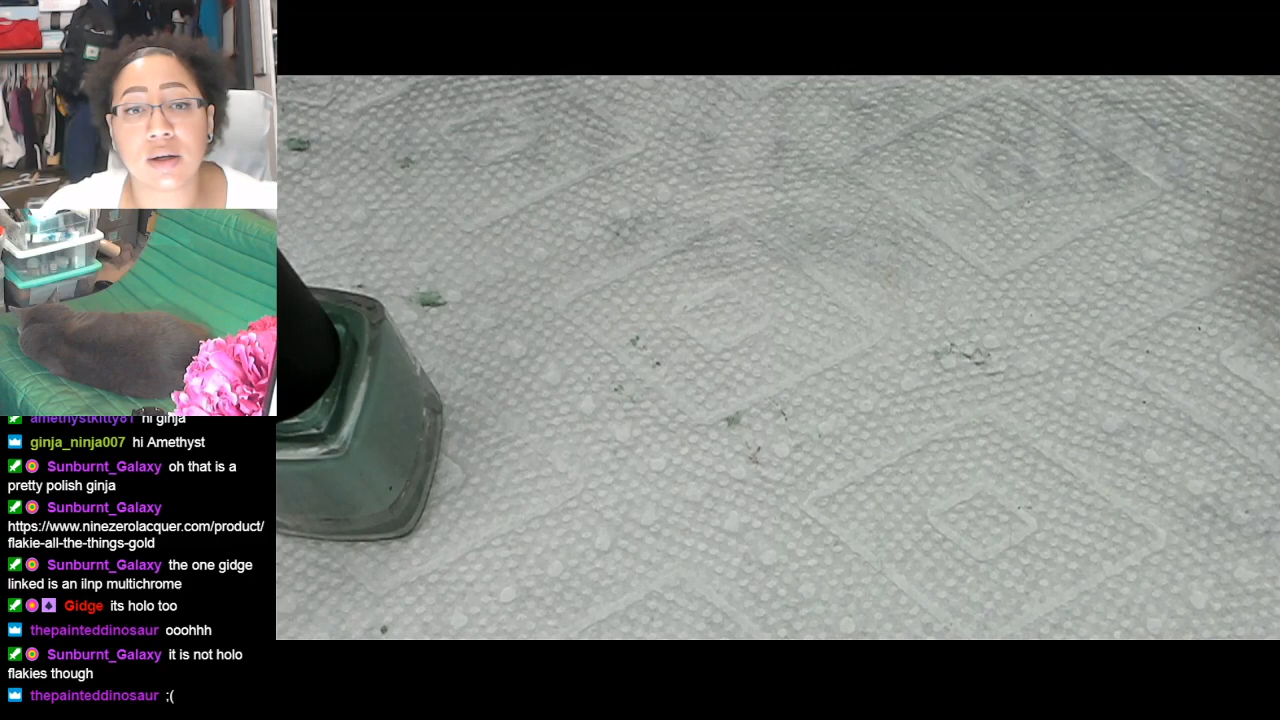 amethystkitty81 hi ginja
ginja_ninja007 hi Amethyst
Sunburnt_Galaxy oh that is a
pretty polish ginja
Sunburnt_Galaxy
https://www.ninezerolacquer.com/product/
flakie-all-the-things-gold
Sunburnt_Galaxy the one gidge
linked is an ilnp multichrome
Gidge its holo too
thepainteddinosaur ooohhh
Sunburnt_Galaxy it is not holo
flakies though
thepainteddinosaur ;(